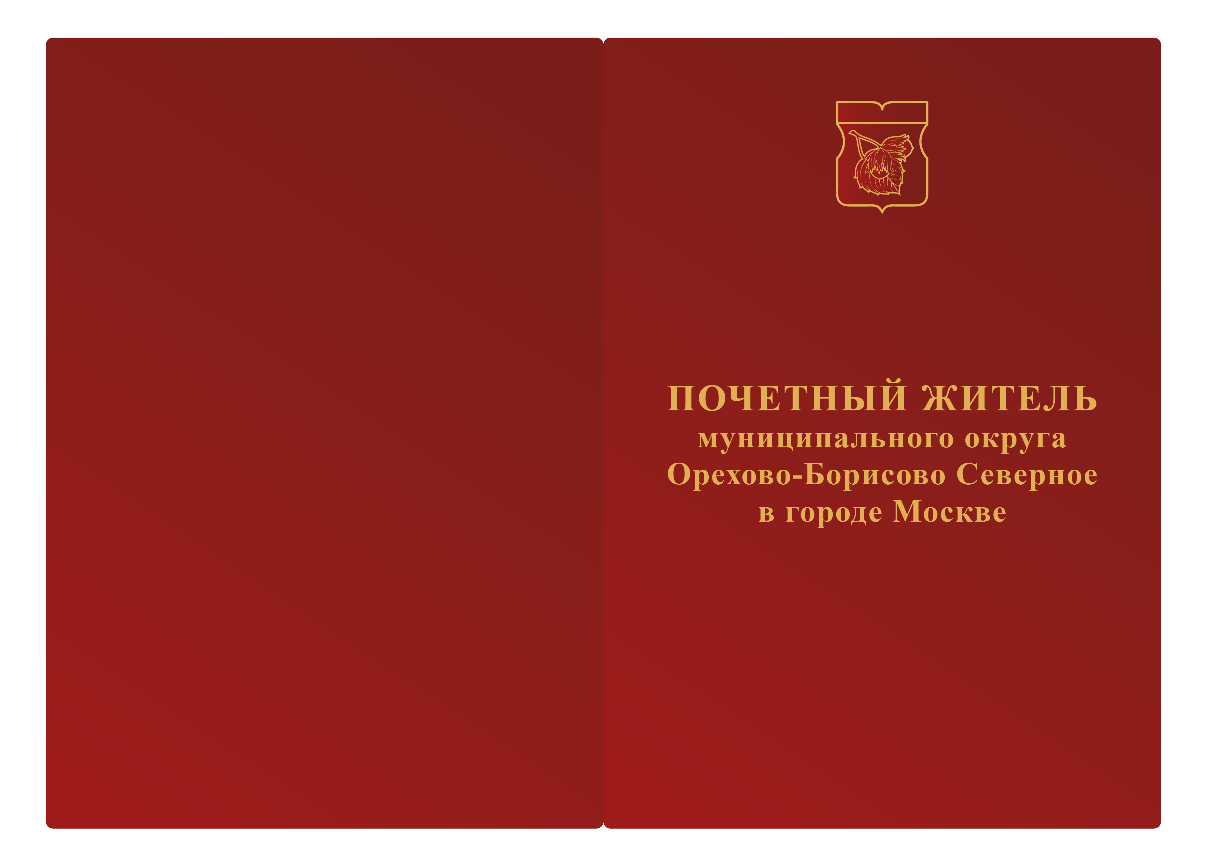 ПОЧЕТНЫЙ ЖИТЕЛЬ
муниципального округа
Орехово-Борисово Северное
в городе Москве